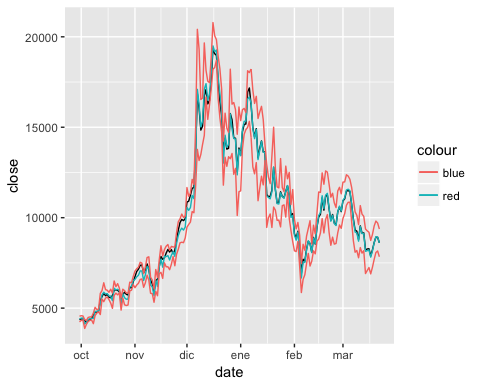 20000
15000
10000
5000
close
oct nov dic ene feb mar
date
colour
blue
red